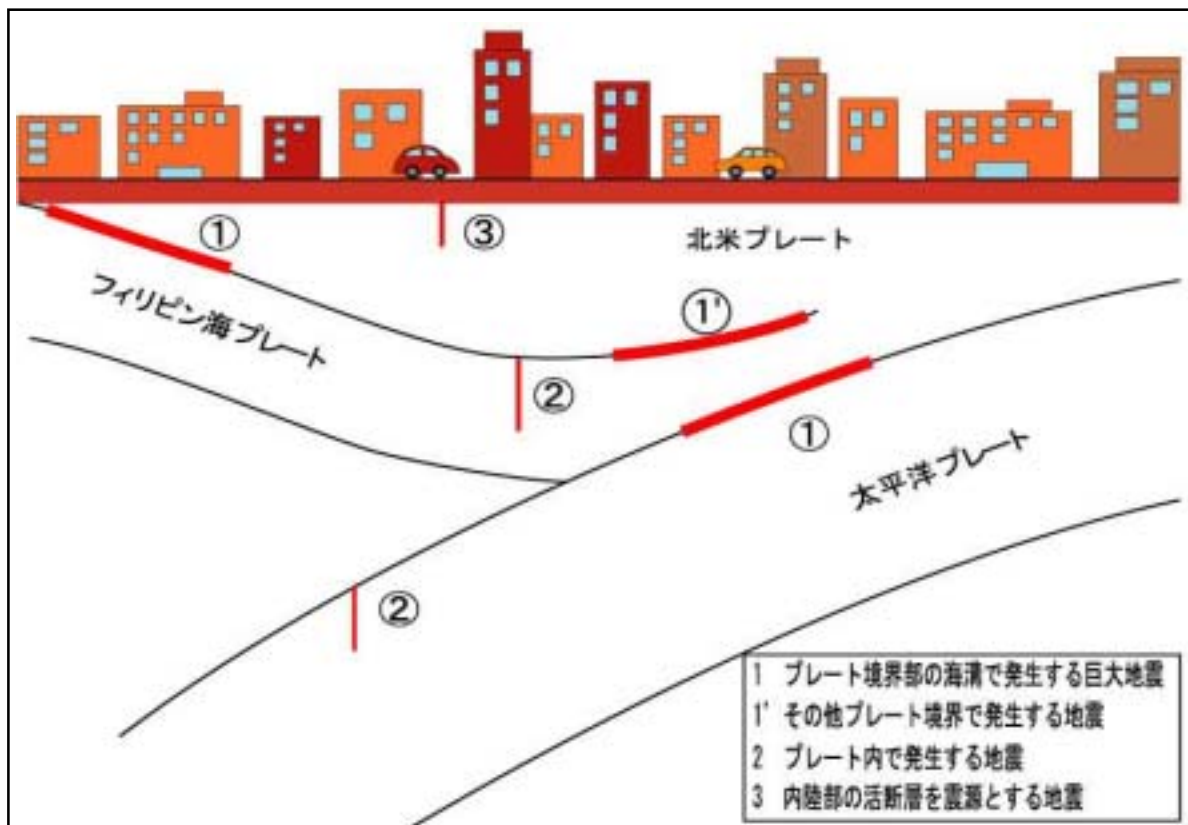 ①
③
北米プレート
フィリピン海プレート
①'
②
①
太平洋プレート
②
1 プレート境界部の海溝で発生する巨大地震
1' その他プレート境界で発生する地震
2 プレート内で発生する地震
3 内陸部の活断層を震源とする地震